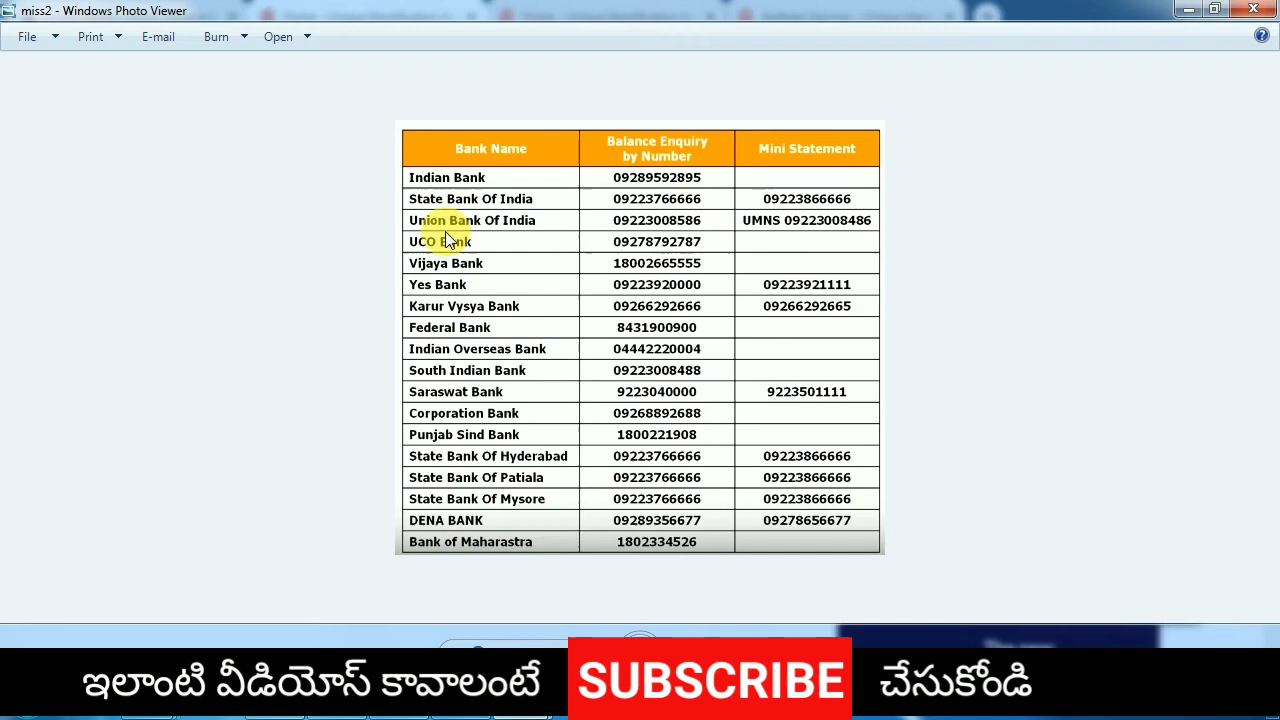 miss2 - Windows Photo Viewer
File Print E-mail Burn Open
Bank Name Balance Enquiry by Number Mini Statement
Indian Bank 09289592895
State Bank Of India 09223766666 09223866666
Union Bank Of India 09223008586 UMNS 09223008486
UCO Bank 09278792787
Vijaya Bank 18002665555
Yes Bank 09223920000 09223921111
Karur Vysya Bank 09266292666 09266292665
Federal Bank 8431900900
Indian Overseas Bank 04442220004
South Indian Bank 09223008488
Saraswat Bank 9223040000 9223501111
Corporation Bank 09268892688
Punjab Sind Bank 1800221908
State Bank Of Hyderabad 09223766666 09223866666
State Bank Of Patiala 09223766666 09223866666
State Bank Of Mysore 09223766666 09223866666
DENA BANK 09289356677 09278656677
Bank of Maharastra 1802334526
ఇలాంటి వీడియోస్ కావాలంటే SUBSCRIBE చేసుకోండి